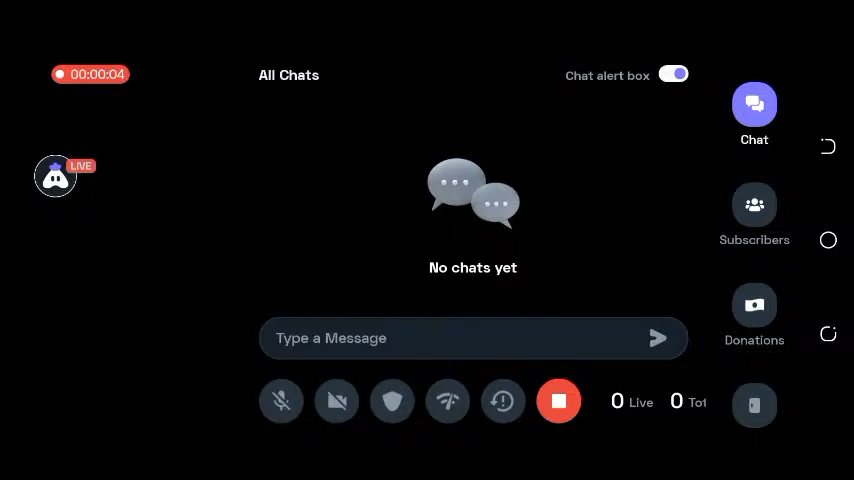 00:00:04
All Chats
Chat alert box
Chat
LIVE
Subscribers
No chats yet
Donations
Type a Message
0 Live
0